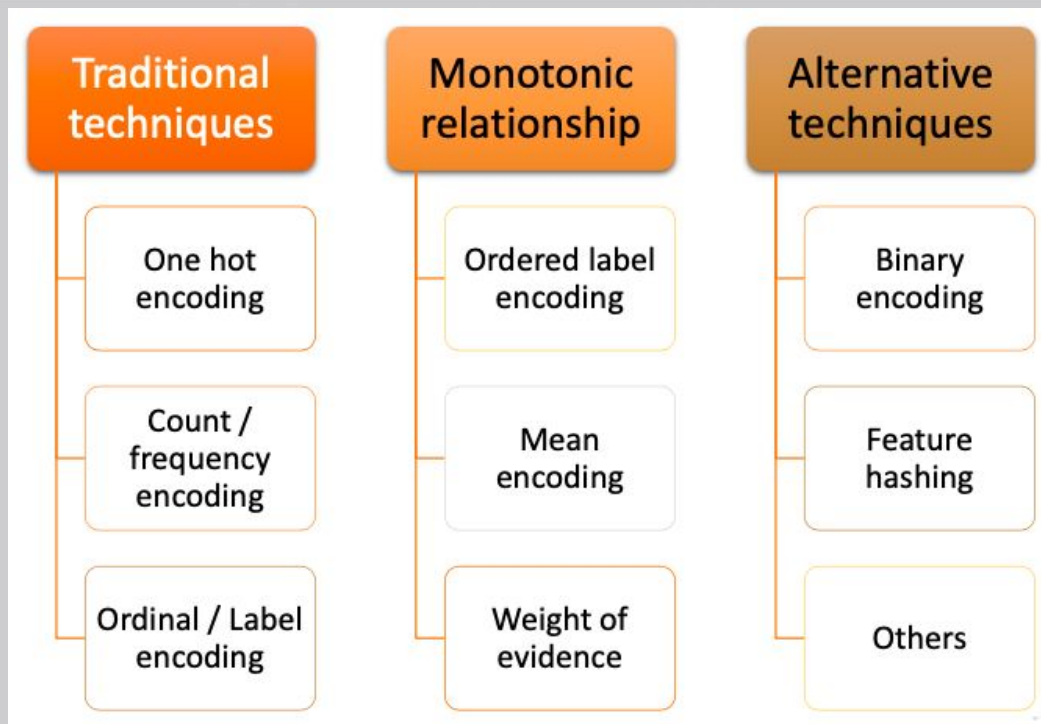 Traditional
techniques
One hot
encoding
Count /
frequency
encoding
Ordinal / Label
encoding
Monotonic
relationship
Ordered label
encoding
Mean
encoding
Weight of
evidence
Alternative
techniques
Binary
encoding
Feature
hashing
Others